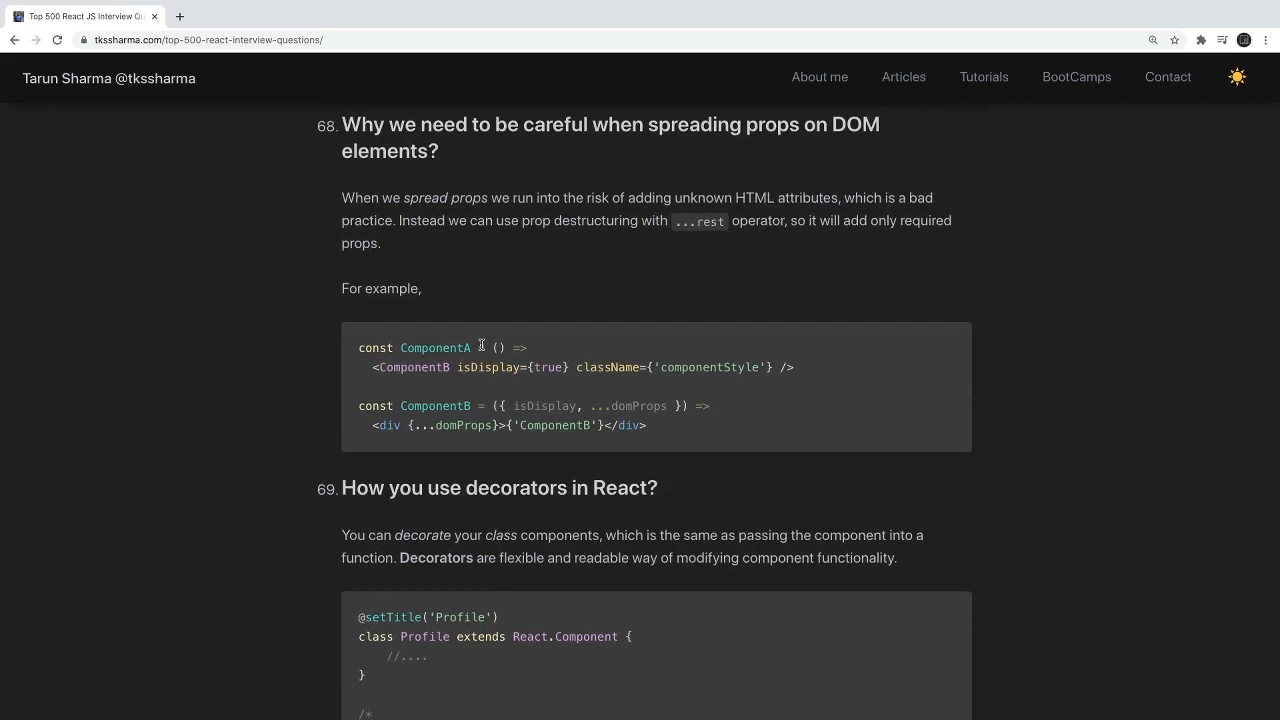 Top 500 React JS Interview Qu
tkssharma.com/top-500-react-interview-questions/
Tarun Sharma @tkssharma
About me
Articles
Tutorials
BootCamps
Contact
68. Why we need to be careful when spreading props on DOM
elements?
When we spread props we run into the risk of adding unknown HTML attributes, which is a bad
practice. Instead we can use prop destructuring with ...rest operator, so it will add only required
props.
For example,
const ComponentA = () =>
<ComponentB isDisplay={true} className={'componentStyle'} />
const ComponentB = ({ isDisplay, ...domProps }) =>
<div {...domProps}>{'ComponentB'}</div>
69. How you use decorators in React?
You can decorate your class components, which is the same as passing the component into a
function. Decorators are flexible and readable way of modifying component functionality.
@setTitle('Profile')
class Profile extends React.Component {
//....
}
/*